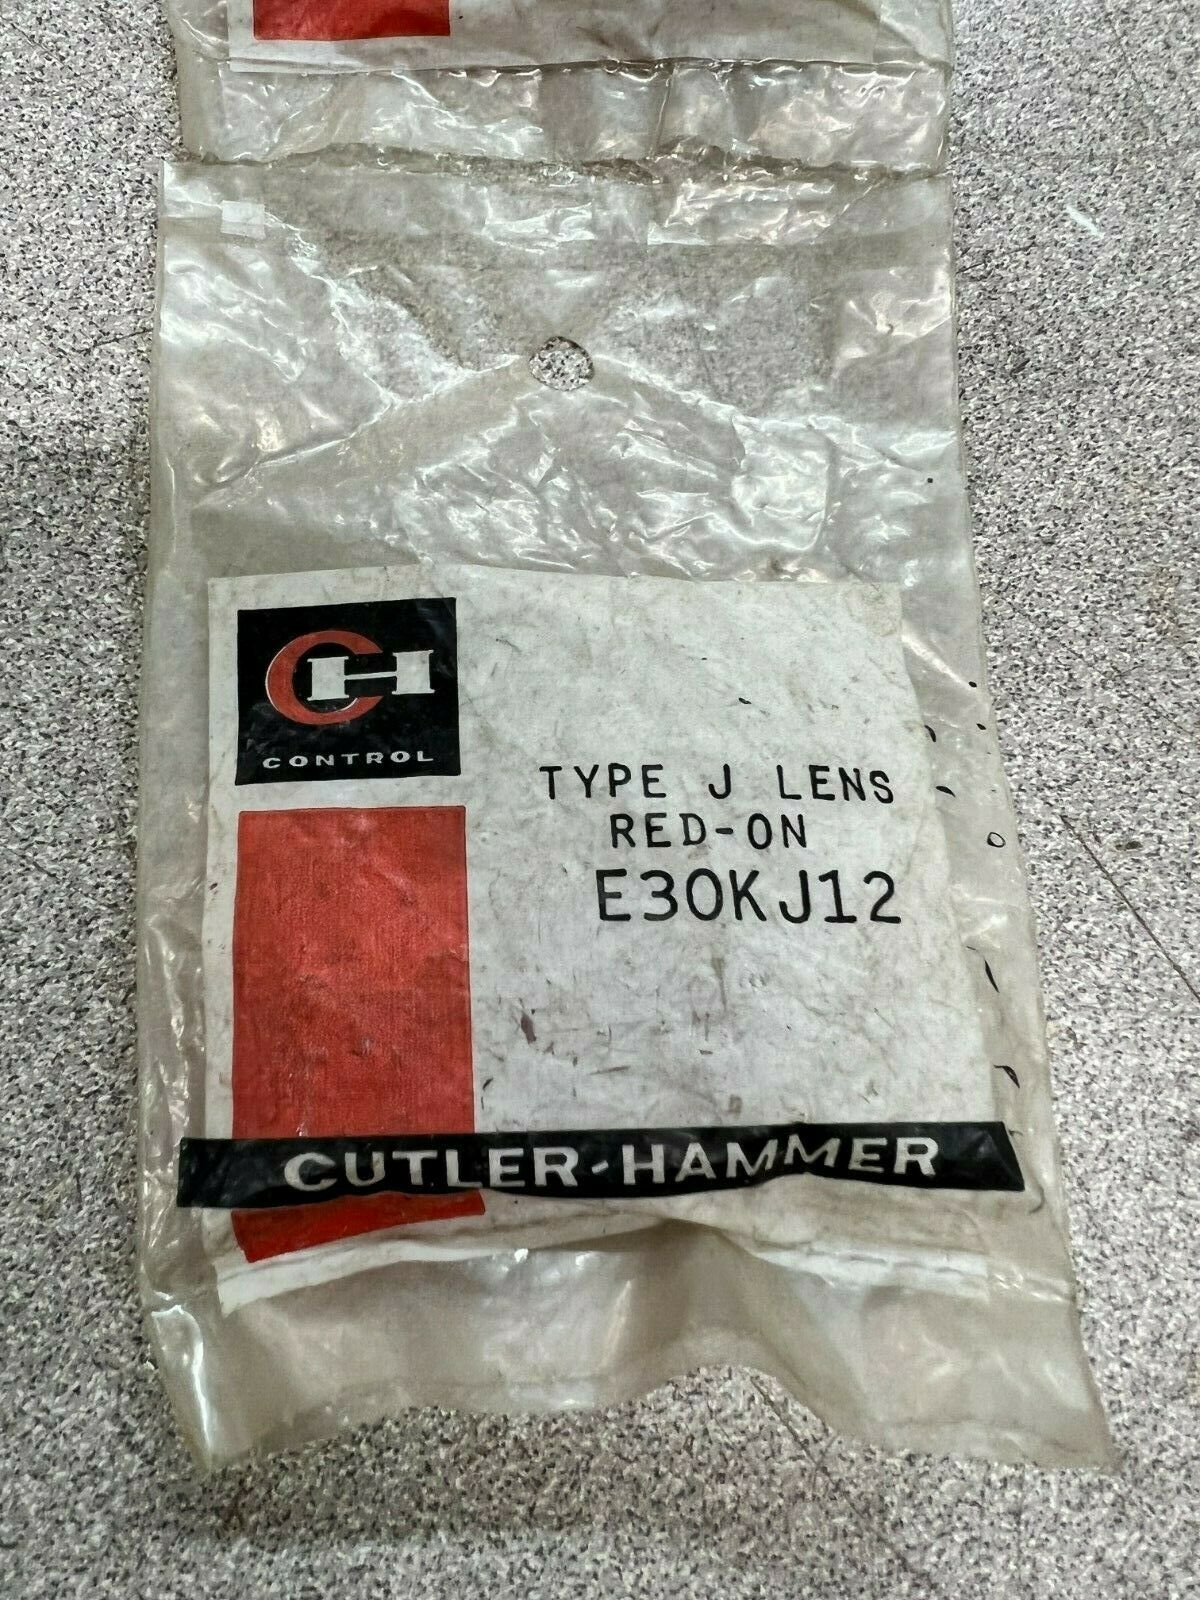 CH
CONTROL
TYPE J LENS
RED-ON
E30KJ12
CUTLER-HAMMER